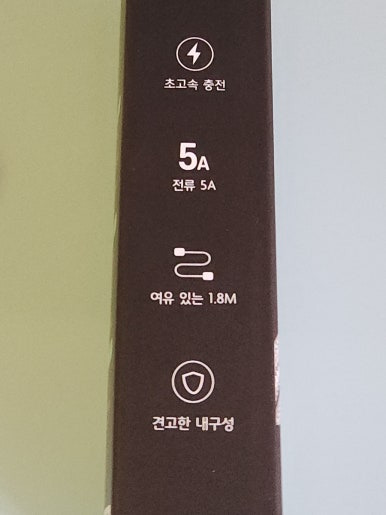 초고속 충전
5A
전류 5A
여유 있는 1.8M
견고한 내구성